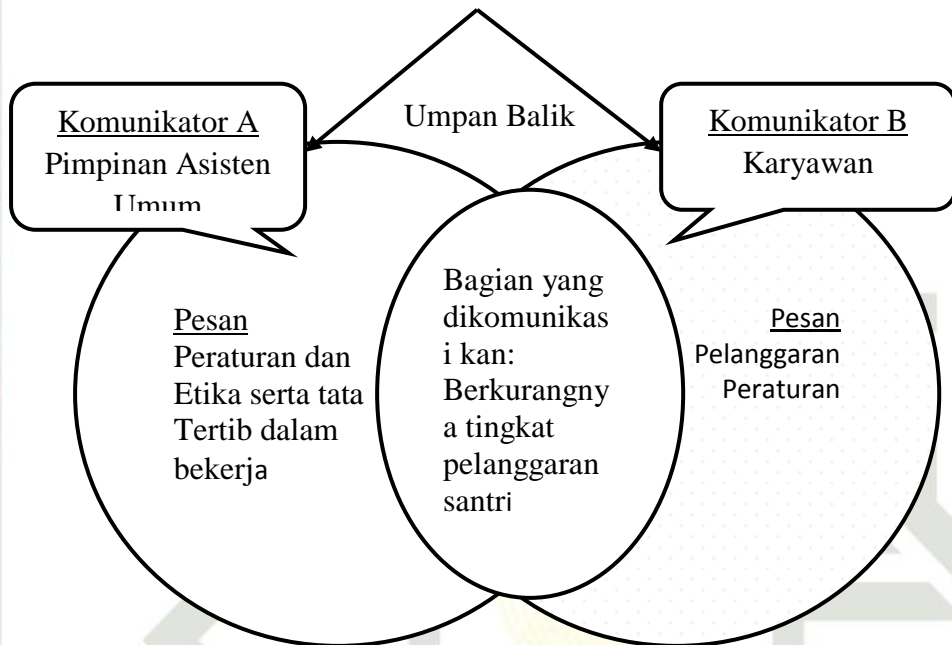 Umpan Balik
Komunikator A
Pimpinan Asisten
Umum
Komunikator B
Karyawan
Pesan
Peraturan dan
Etika serta tata
Tertib dalam
bekerja
Bagian yang
dikomunikas
i kan:
Berkurangny
a tingkat
pelanggaran
santri
Pesan
Pelanggaran
Peraturan